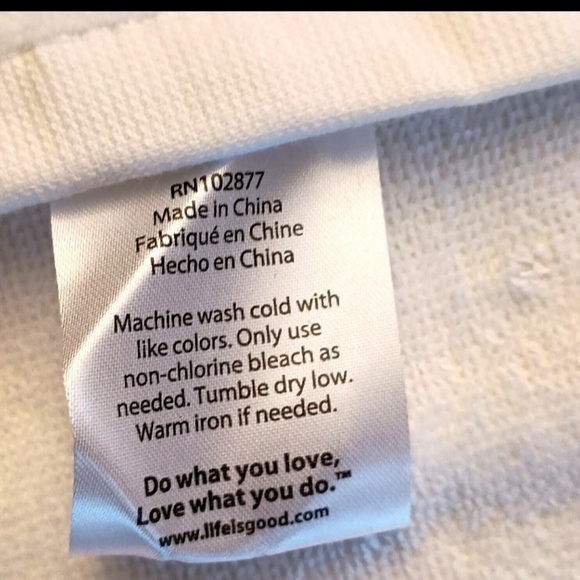 RN102877
Made in China
Fabriqué en Chine
Hecho en China
Machine wash cold with
like colors. Only use
non-chlorine bleach as
needed. Tumble dry low.
Warm iron if needed.
Do what you love,
Love what you do.™
www.lifeisgood.com